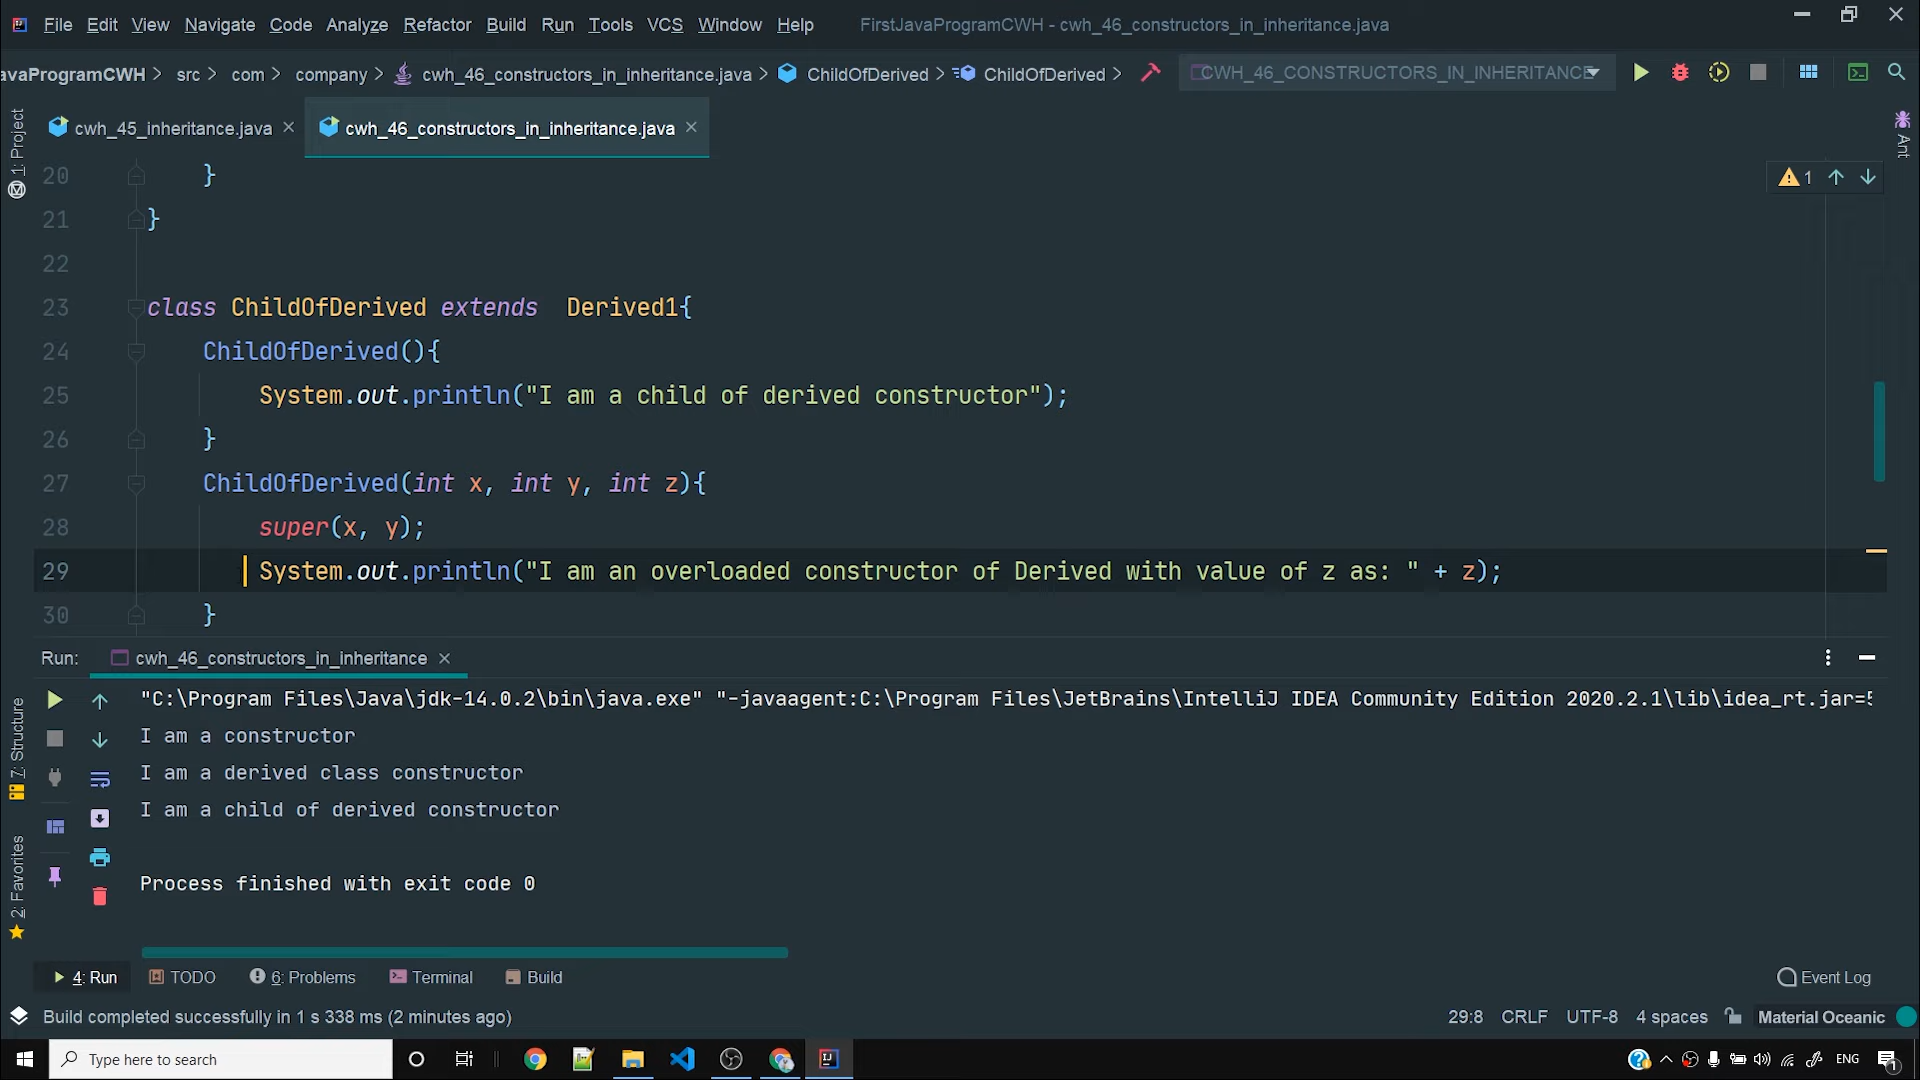 File Edit View Navigate Code Analyze Refactor Build Run Tools VCS Window Help FirstJavaProgramCWH - cwh_46_constructors_in_inheritance.java
avaProgramCWH src com company cwh_46_constructors_in_inheritance.java ChildOfDerived ChildOfDerived CWH_46_CONSTRUCTORS_IN_INHERITANCE
cwh_45_inheritance.java cwh_46_constructors_in_inheritance.java
1: Project
Ant
20 }
1
21 }
22
23 class ChildOfDerived extends  Derived1{
24 ChildOfDerived(){
25 System.out.println("I am a child of derived constructor");
26 }
27 ChildOfDerived(int x, int y, int z){
28 super(x, y);
29 System.out.println("I am an overloaded constructor of Derived with value of z as: " + z);
30 }
Run: cwh_46_constructors_in_inheritance
"C:\Program Files\Java\jdk-14.0.2\bin\java.exe" "-javaagent:C:\Program Files\JetBrains\IntelliJ IDEA Community Edition 2020.2.1\lib\idea_rt.jar=5
I am a constructor
I am a derived class constructor
I am a child of derived constructor
Process finished with exit code 0
7: Structure
2: Favorites
4: Run TODO 6: Problems Terminal Build Event Log
Build completed successfully in 1 s 338 ms (2 minutes ago) 29:8 CRLF UTF-8 4 spaces Material Oceanic
Type here to search ENG 1